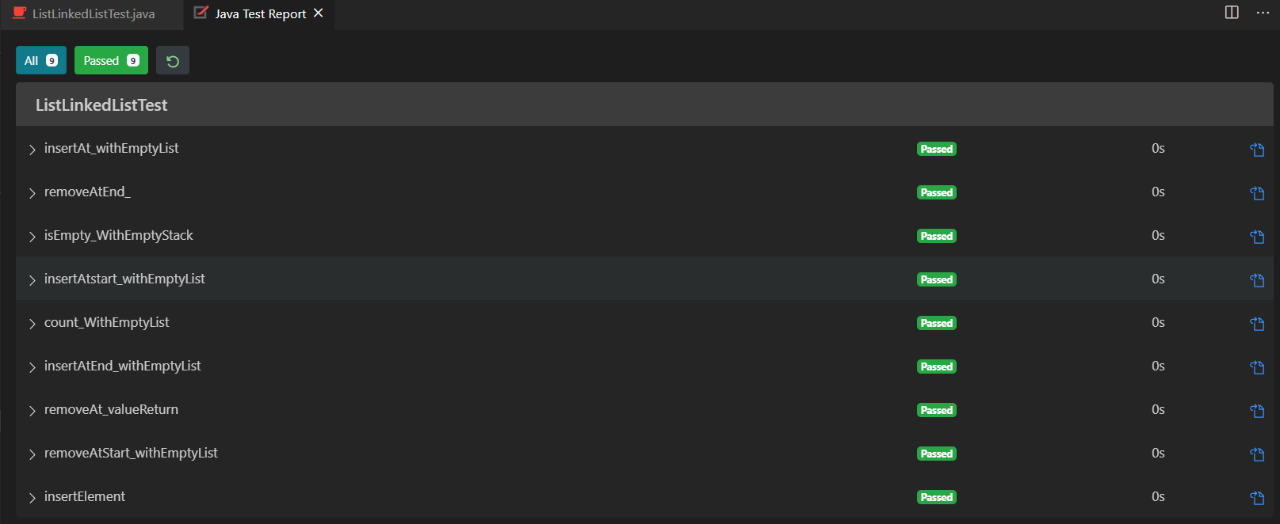 ListLinkedListTest.java Java Test Report
All 9 Passed 9
ListLinkedListTest
insertAt_withEmptyList Passed 0s
removeAtEnd_ Passed 0s
isEmpty_WithEmptyStack Passed 0s
insertAtstart_withEmptyList Passed 0s
count_WithEmptyList Passed 0s
insertAtEnd_withEmptyList Passed 0s
removeAt_valueReturn Passed 0s
removeAtStart_withEmptyList Passed 0s
insertElement Passed 0s